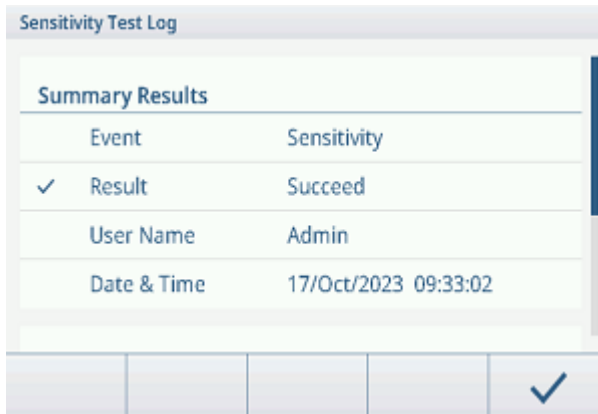 Sensitivity Test Log
Summary Results
Event Sensitivity
Result Succeed
User Name Admin
Date & Time 17/Oct/2023 09:33:02